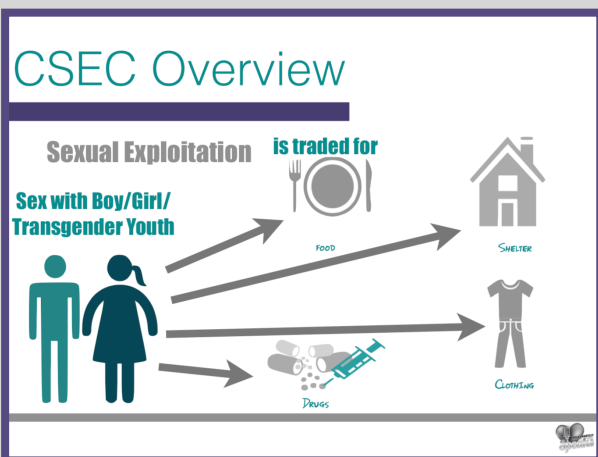 CSEC Overview
Sexual Exploitation
is traded for
Sex with Boy/Girl/
Transgender Youth
FOOD
SHELTER
CLOTHING
DRUGS